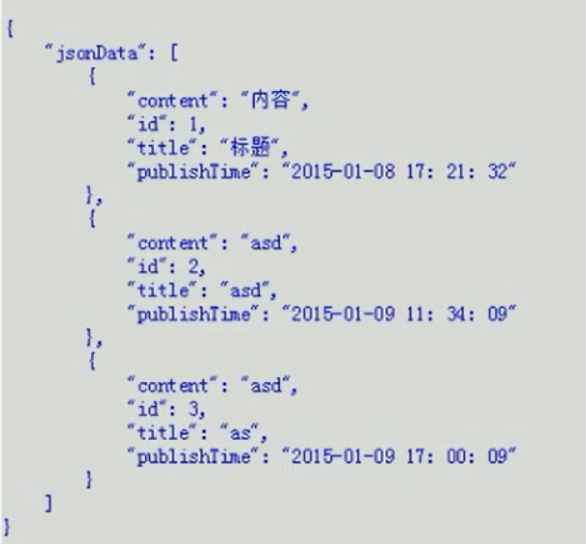 {
    "jsonData": [
        {
            "content": "内容",
            "id": 1,
            "title": "标题",
            "publishTime": "2015-01-08 17: 21: 32"
        },
        {
            "content": "asd",
            "id": 2,
            "title": "asd",
            "publishTime": "2015-01-09 11: 34: 09"
        },
        {
            "content": "asd",
            "id": 3,
            "title": "as",
            "publishTime": "2015-01-09 17: 00: 09"
        }
    ]
}